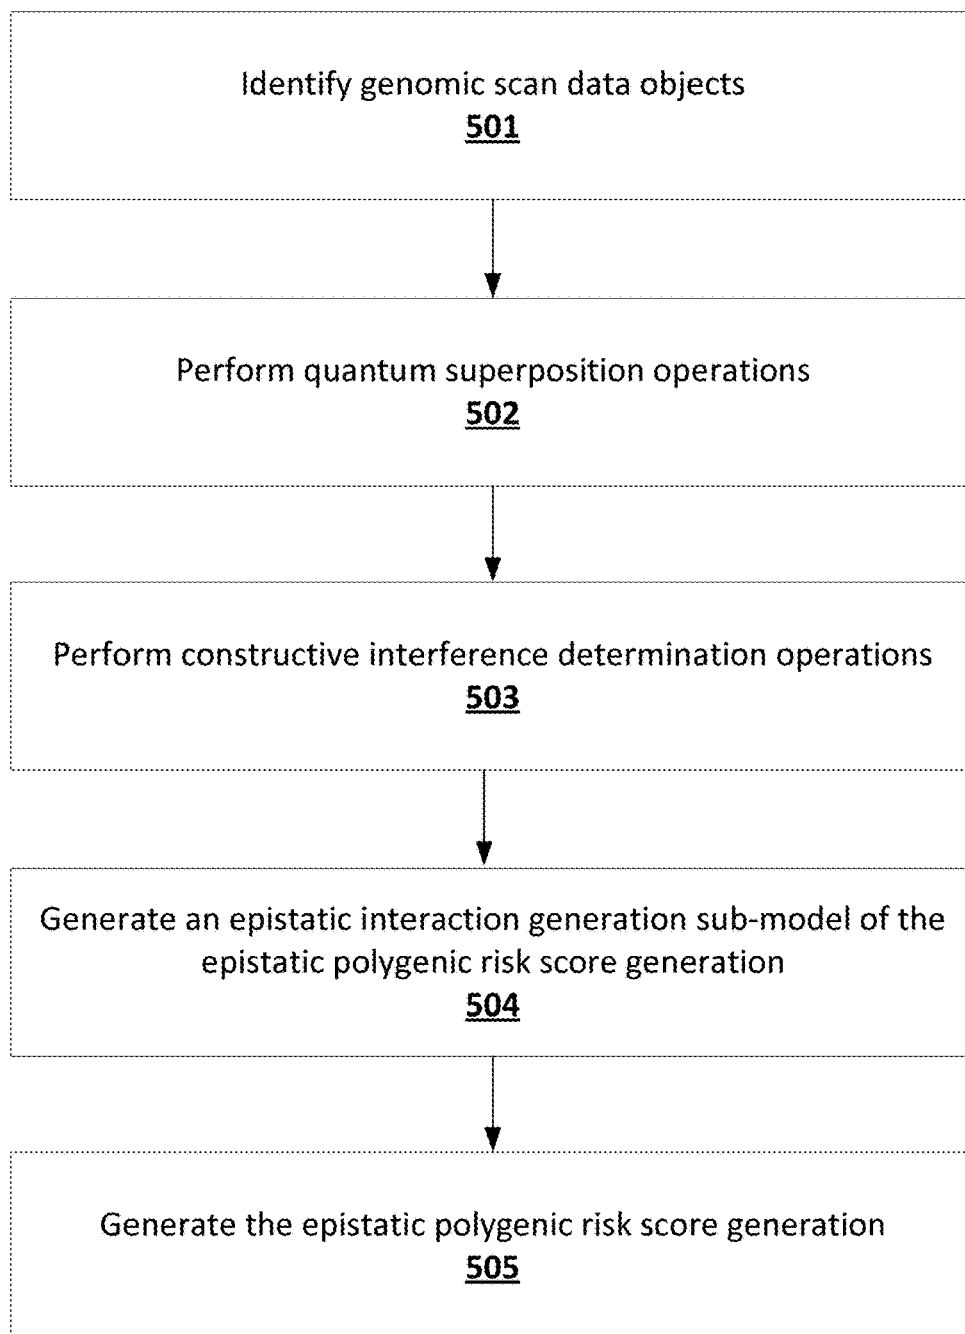 Identify genomic scan data objects
501
Perform quantum superposition operations
502
Perform constructive interference determination operations
503
Generate an epistatic interaction generation sub-model of the
epistatic polygenic risk score generation
504
Generate the epistatic polygenic risk score generation
505